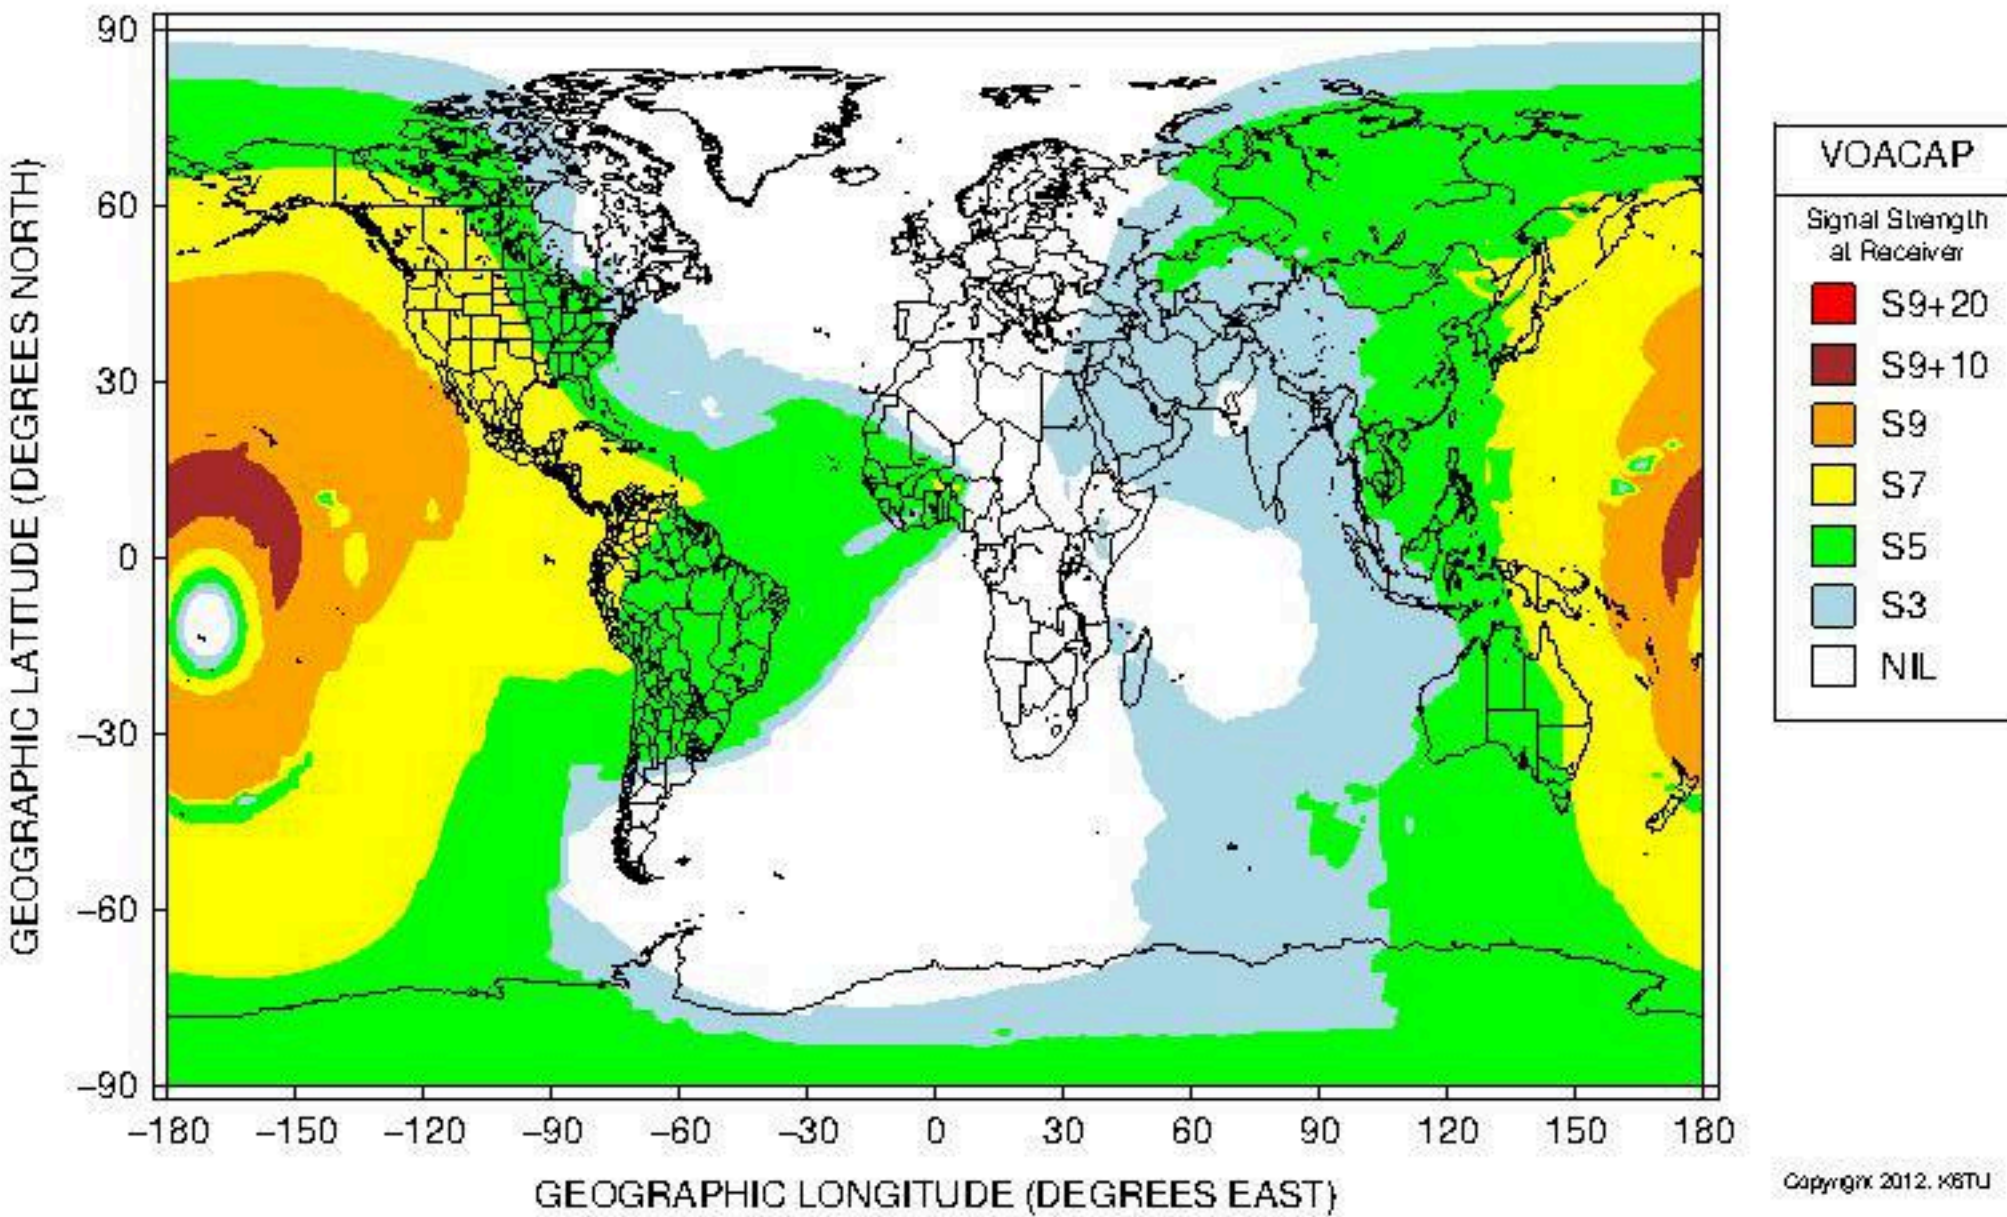 90
60
30
0
−30
−60
−90
GEOGRAPHIC LATITUDE (DEGREES NORTH)
−180 −150 −120 −90 −60 −30 0 30 60 90 120 150 180
GEOGRAPHIC LONGITUDE (DEGREES EAST)
VOACAP
Signal Strength
at Receiver
S9+20
S9+10
S9
S7
S5
S3
NIL
Copyright 2012. K6TU